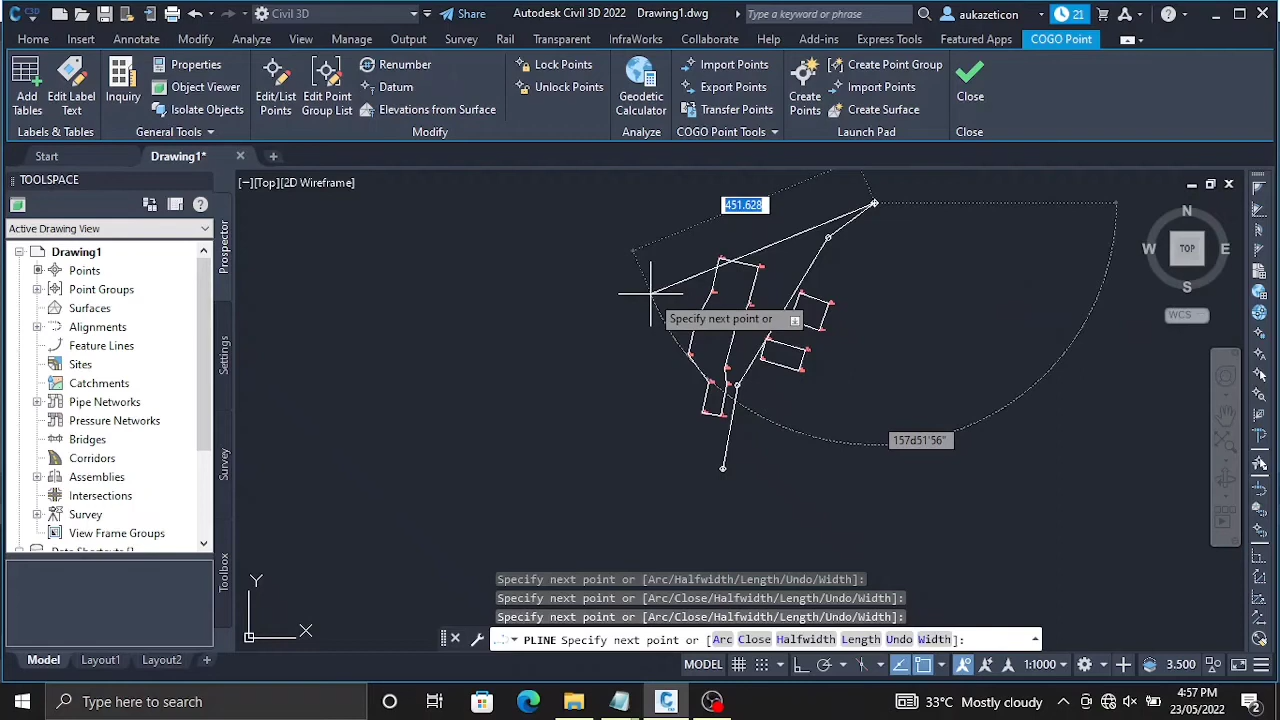 C3D
Civil 3D
Share
Autodesk Civil 3D 2022 Drawing1.dwg
Type a keyword or phrase
aukazeticon
21
Home Insert Annotate Modify Analyze View Manage Output Survey Rail Transparent InfraWorks Collaborate Help Add-ins Express Tools Featured Apps COGO Point
Add Tables
Edit Label Text
Labels & Tables
Inquiry
Properties
Object Viewer
Isolate Objects
General Tools
Edit/List Points
Edit Point Group List
Renumber
Datum
Elevations from Surface
Lock Points
Unlock Points
Modify
Geodetic Calculator
Analyze
Import Points
Export Points
Transfer Points
COGO Point Tools
Create Points
Create Point Group
Import Points
Create Surface
Launch Pad
Close
Close
Start
Drawing1*
TOOLSPACE
Active Drawing View
Drawing1
Points
Point Groups
Surfaces
Alignments
Feature Lines
Sites
Catchments
Pipe Networks
Pressure Networks
Bridges
Corridors
Assemblies
Intersections
Survey
View Frame Groups
Prospector
Settings
Survey
Toolbox
[−][Top][2D Wireframe]
451.628
Specify next point or
157d51'56"
N
W
TOP
E
S
WCS
Y
X
Specify next point or [Arc/Halfwidth/Length/Undo/Width]:
Specify next point or [Arc/Close/Halfwidth/Length/Undo/Width]:
Specify next point or [Arc/Close/Halfwidth/Length/Undo/Width]:
PLINE Specify next point or [Arc Close Halfwidth Length Undo Width]:
Model Layout1 Layout2
MODEL
1:1000
3.500
Type here to search
33°C Mostly cloudy
4:57 PM
23/05/2022
2